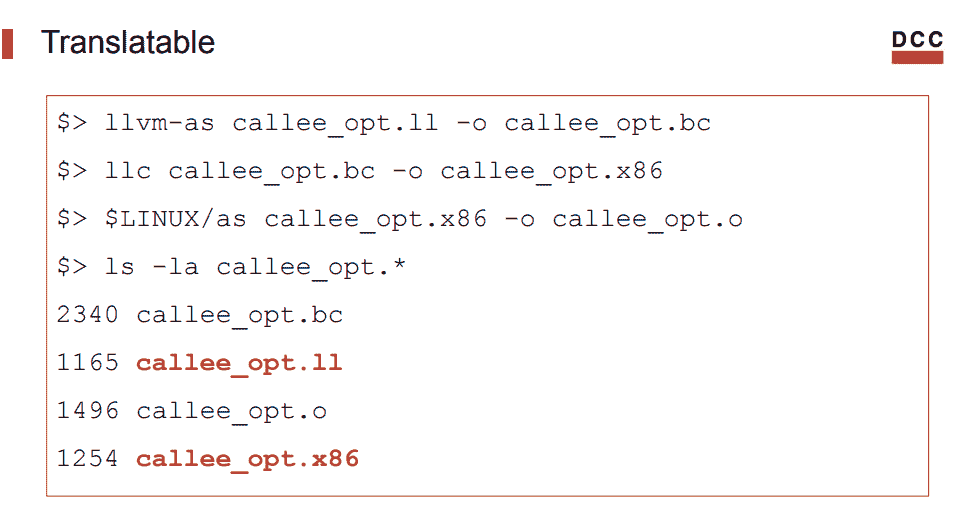 Translatable
DCC
$> llvm-as callee_opt.ll -o callee_opt.bc
$> llc callee_opt.bc -o callee_opt.x86
$> $LINUX/as callee_opt.x86 -o callee_opt.o
$> ls -la callee_opt.*
2340 callee_opt.bc
1165 callee_opt.ll
1496 callee_opt.o
1254 callee_opt.x86